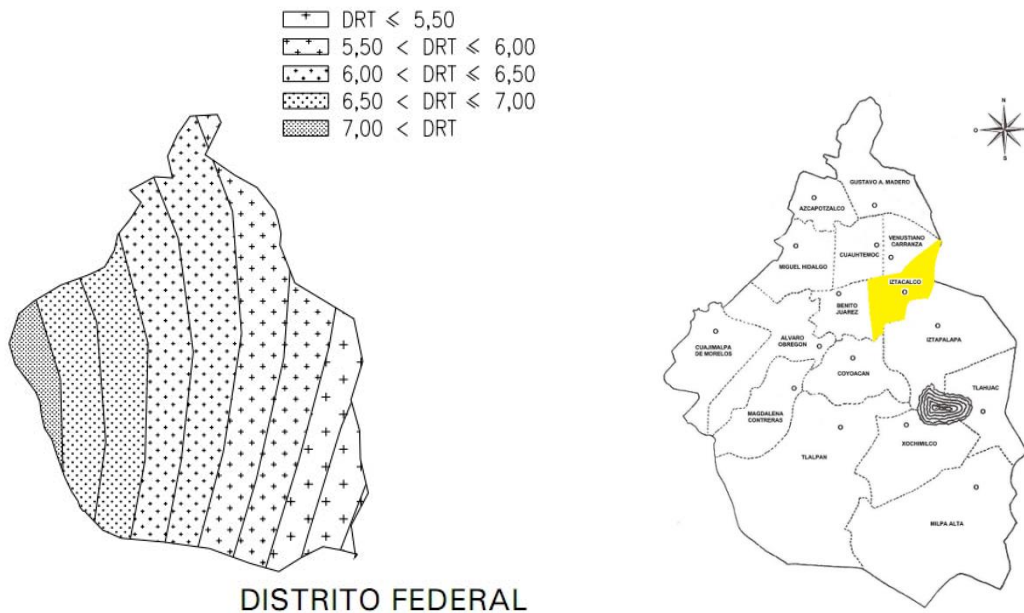 DRT ⩽ 5,50
5,50 < DRT ⩽ 6,00
6,00 < DRT ⩽ 6,50
6,50 < DRT ⩽ 7,00
7,00 < DRT
DISTRITO FEDERAL
N
O
S
GUSTAVO A. MADERO
AZCAPOTZALCO
VENUSTIANO
CARRANZA
CUAUHTEMOC
MIGUEL HIDALGO
IZTACALCO
BENITO
JUAREZ
IZTAPALAPA
ALVARO
OBREGON
CUAJIMALPA
DE MORELOS
COYOACAN
TLAHUAC
MAGDALENA
CONTRERAS
XOCHIMILCO
TLALPAN
MILPA ALTA